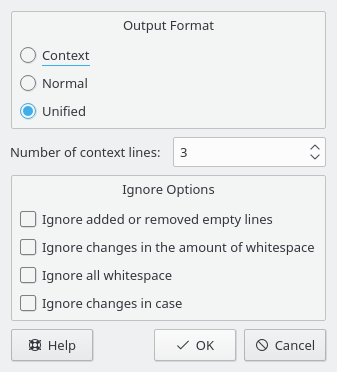 Output Format
Context
Normal
Unified
Number of context lines: 3
Ignore Options
Ignore added or removed empty lines
Ignore changes in the amount of whitespace
Ignore all whitespace
Ignore changes in case
Help OK Cancel